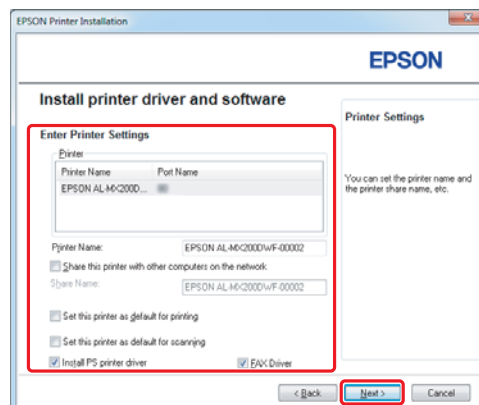 EPSON Printer Installation
EPSON
Install printer driver and software
Enter Printer Settings
Printer
Printer Name Port Name
EPSON AL-MX200D...
Printer Name: EPSON AL-MX200DWF-00002
Share this printer with other computers on the network
Share Name: EPSON AL-MX200DWF-00002
Set this printer as default for printing
Set this printer as default for scanning
Install PS printer driver FAX Driver
Printer Settings
You can set the printer name and
the printer share name, etc.
< Back Next > Cancel